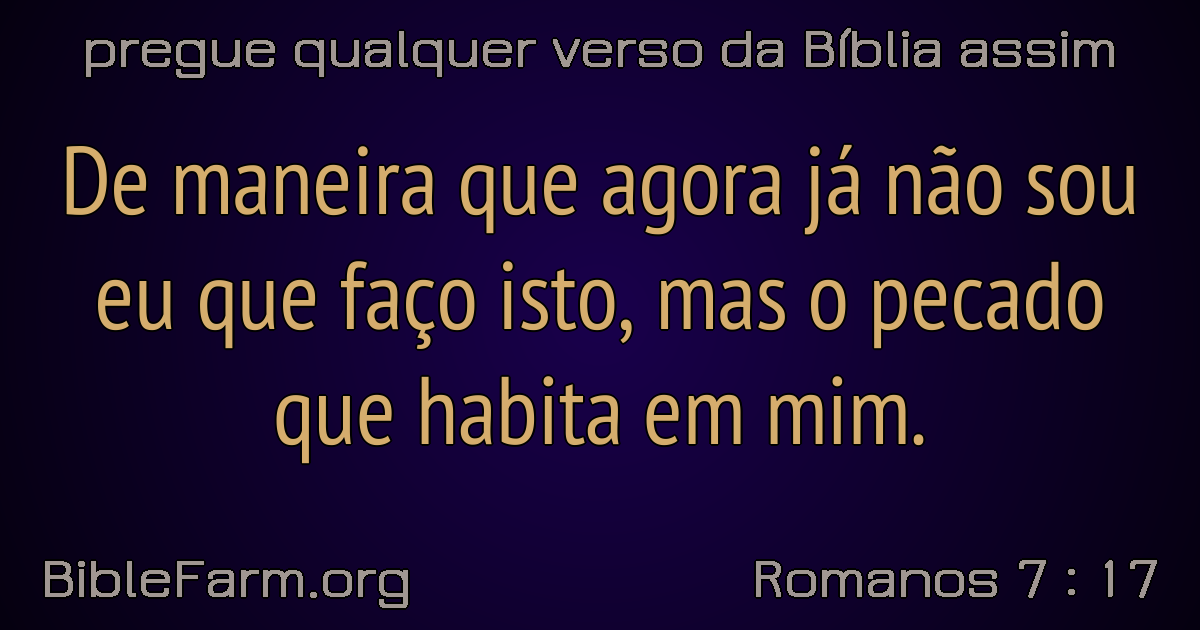 pregue qualquer verso da Bíblia assim
De maneira que agora já não sou
eu que faço isto, mas o pecado
que habita em mim.
BibleFarm.org
Romanos 7 : 17